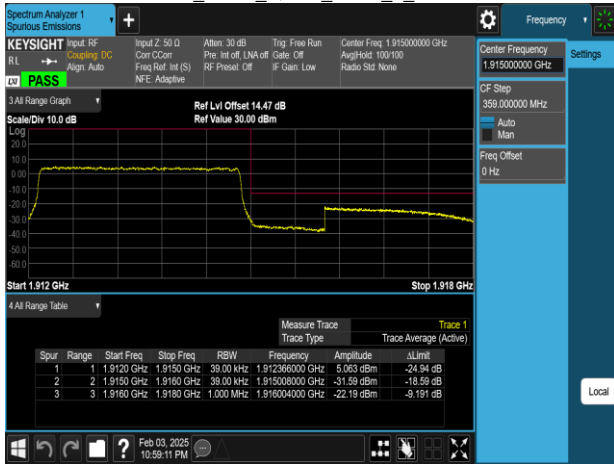 Spectrum Analyzer 1
Spurious Emissions
Frequency
KEYSIGHT Input: RF Input Z: 50 Ω Atten: 30 dB Trig: Free Run Center Freq: 1.915000000 GHz
RL Coupling: DC Corr CCorr Pre: Int off, LNA off Gate: Off Avg|Hold: 100/100
Align: Auto Freq Ref: Int (S) RF Preset: Off IF Gain: Low Radio Std: None
NFE: Adaptive
PASS
Center Frequency
1.915000000 GHz
Settings
CF Step
359.000000 MHz
Auto
Man
Freq Offset
0 Hz
3 All Range Graph
Ref Lvl Offset 14.47 dB
Scale/Div 10.0 dB Ref Value 30.00 dBm
Log
20.0
10.0
0.00
-10.0
-20.0
-30.0
-40.0
-50.0
-60.0
Start 1.912 GHz Stop 1.918 GHz
4 All Range Table
Measure Trace Trace 1
Trace Type Trace Average (Active)
Spur Range Start Freq Stop Freq RBW Frequency Amplitude ΔLimit
1 1 1.9120 GHz 1.9150 GHz 39.00 kHz 1.912366000 GHz 5.063 dBm -24.94 dB
2 2 1.9150 GHz 1.9160 GHz 39.00 kHz 1.915008000 GHz -31.59 dBm -18.59 dB
3 3 1.9160 GHz 1.9180 GHz 1.000 MHz 1.916004000 GHz -22.19 dBm -9.191 dB
Local
Feb 03, 2025
10:59:11 PM